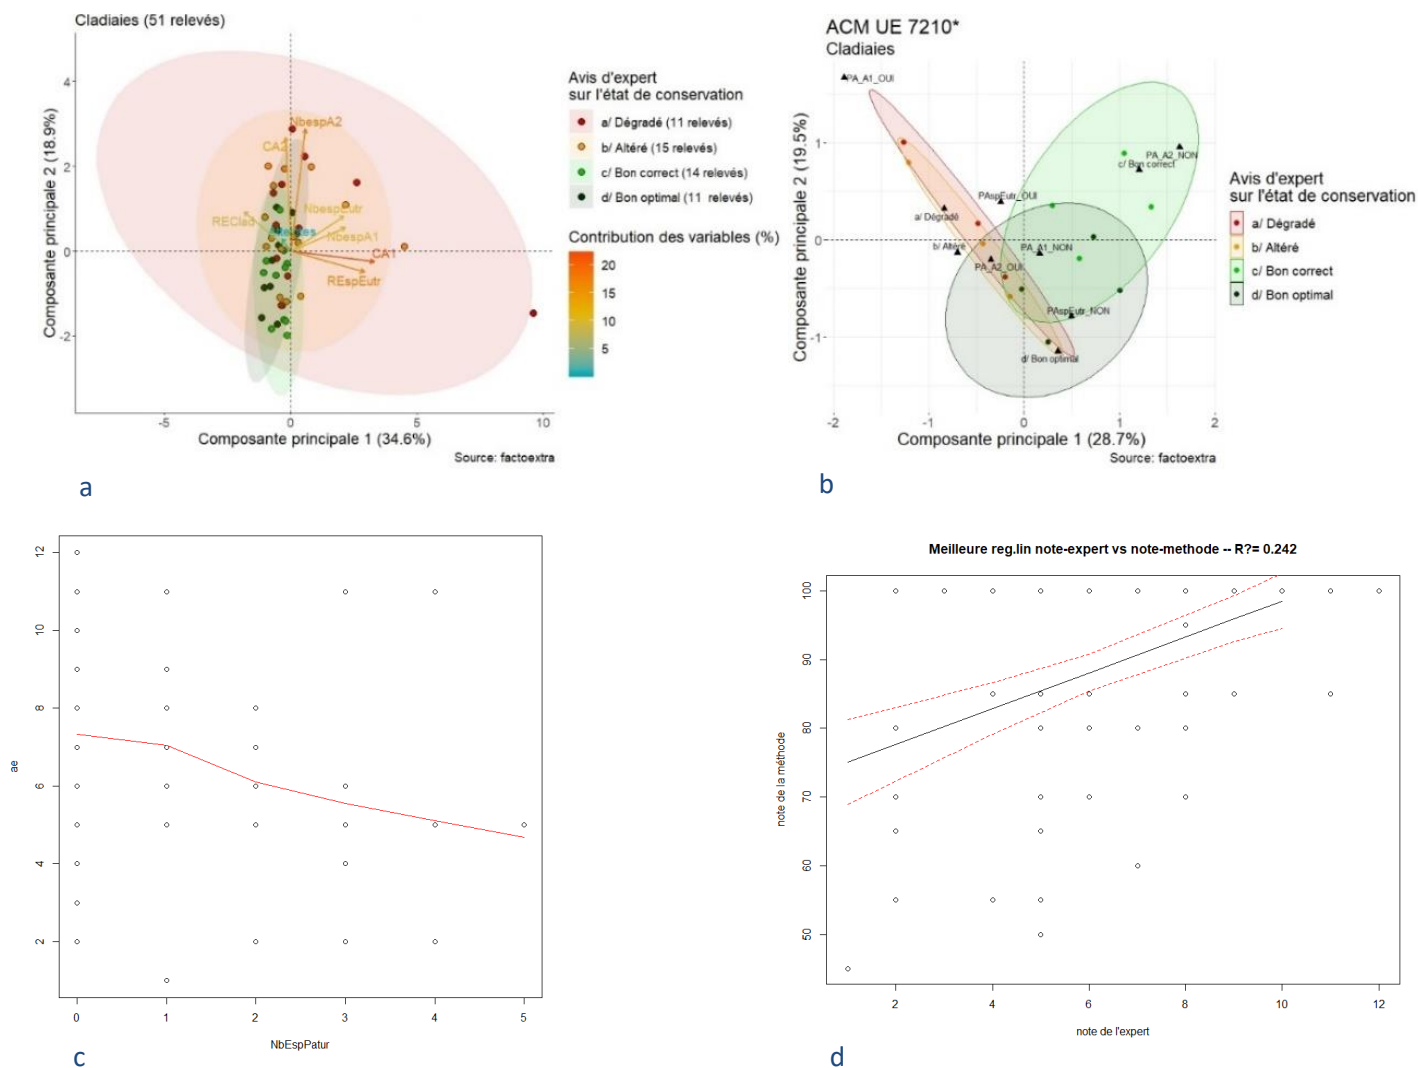 Cladiaies (51 relevés)
Composante principale 2 (18.9%)
4
2
0
-2
-5
0
5
10
NbespA2
CA2
REClad
NbespEutr
NbespA1
CA1
REspEutr
Composante principale 1 (34.6%)
Source: factoextra
Avis d'expert
sur l'état de conservation
a/ Dégradé (11 relevés)
b/ Altéré (15 relevés)
c/ Bon correct (14 relevés)
d/ Bon optimal (11 relevés)
Contribution des variables (%)
20
15
10
5
a
ACM UE 7210*
Cladiaies
Composante principale 2 (19.5%)
1
0
-1
-2
-1
0
1
2
PA_A1_OUI
PA_A2_NON
c/ Bon correct
PAspEutr_OUI
a/ Dégradé
b/ Altéré
PA_A1_NON
PA_A2_OUI
PAspEutr_NON
d/ Bon optimal
Composante principale 1 (28.7%)
Source: factoextra
Avis d'expert
sur l'état de conservation
a/ Dégradé
b/ Altéré
c/ Bon correct
d/ Bon optimal
b
ae
12
10
8
6
4
2
0
1
2
3
4
5
NbEspPatur
c
Meilleure reg.lin note-expert vs note-methode -- R?= 0.242
note de la méthode
100
90
80
70
60
50
2
4
6
8
10
12
note de l'expert
d